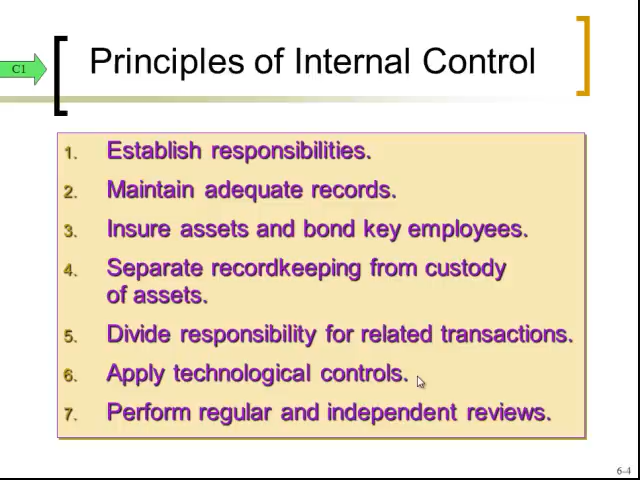 C1
Principles of Internal Control
1. Establish responsibilities.
2. Maintain adequate records.
3. Insure assets and bond key employees.
4. Separate recordkeeping from custody
of assets.
5. Divide responsibility for related transactions.
6. Apply technological controls.
7. Perform regular and independent reviews.
6-4